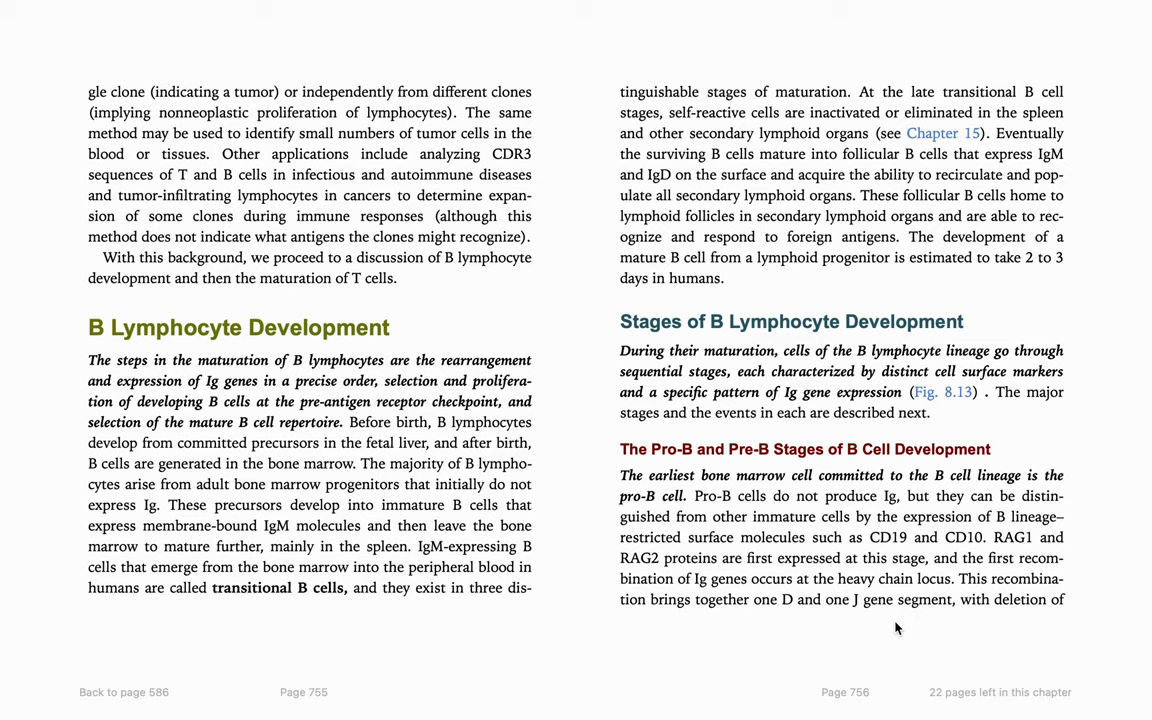 gle clone (indicating a tumor) or independently from different clones
(implying nonneoplastic proliferation of lymphocytes). The same
method may be used to identify small numbers of tumor cells in the
blood or tissues. Other applications include analyzing CDR3
sequences of T and B cells in infectious and autoimmune diseases
and tumor-infiltrating lymphocytes in cancers to determine expan-
sion of some clones during immune responses (although this
method does not indicate what antigens the clones might recognize).
With this background, we proceed to a discussion of B lymphocyte
development and then the maturation of T cells.
B Lymphocyte Development
The steps in the maturation of B lymphocytes are the rearrangement
and expression of Ig genes in a precise order, selection and prolifera-
tion of developing B cells at the pre-antigen receptor checkpoint, and
selection of the mature B cell repertoire. Before birth, B lymphocytes
develop from committed precursors in the fetal liver, and after birth,
B cells are generated in the bone marrow. The majority of B lympho-
cytes arise from adult bone marrow progenitors that initially do not
express Ig. These precursors develop into immature B cells that
express membrane-bound IgM molecules and then leave the bone
marrow to mature further, mainly in the spleen. IgM-expressing B
cells that emerge from the bone marrow into the peripheral blood in
humans are called transitional B cells, and they exist in three dis-
Back to page 586
Page 755
tinguishable stages of maturation. At the late transitional B cell
stages, self-reactive cells are inactivated or eliminated in the spleen
and other secondary lymphoid organs (see Chapter 15). Eventually
the surviving B cells mature into follicular B cells that express IgM
and IgD on the surface and acquire the ability to recirculate and pop-
ulate all secondary lymphoid organs. These follicular B cells home to
lymphoid follicles in secondary lymphoid organs and are able to rec-
ognize and respond to foreign antigens. The development of a
mature B cell from a lymphoid progenitor is estimated to take 2 to 3
days in humans.
Stages of B Lymphocyte Development
During their maturation, cells of the B lymphocyte lineage go through
sequential stages, each characterized by distinct cell surface markers
and a specific pattern of Ig gene expression (Fig. 8.13) . The major
stages and the events in each are described next.
The Pro-B and Pre-B Stages of B Cell Development
The earliest bone marrow cell committed to the B cell lineage is the
pro-B cell. Pro-B cells do not produce Ig, but they can be distin-
guished from other immature cells by the expression of B lineage–
restricted surface molecules such as CD19 and CD10. RAG1 and
RAG2 proteins are first expressed at this stage, and the first recom-
bination of Ig genes occurs at the heavy chain locus. This recombina-
tion brings together one D and one J gene segment, with deletion of
Page 756
22 pages left in this chapter